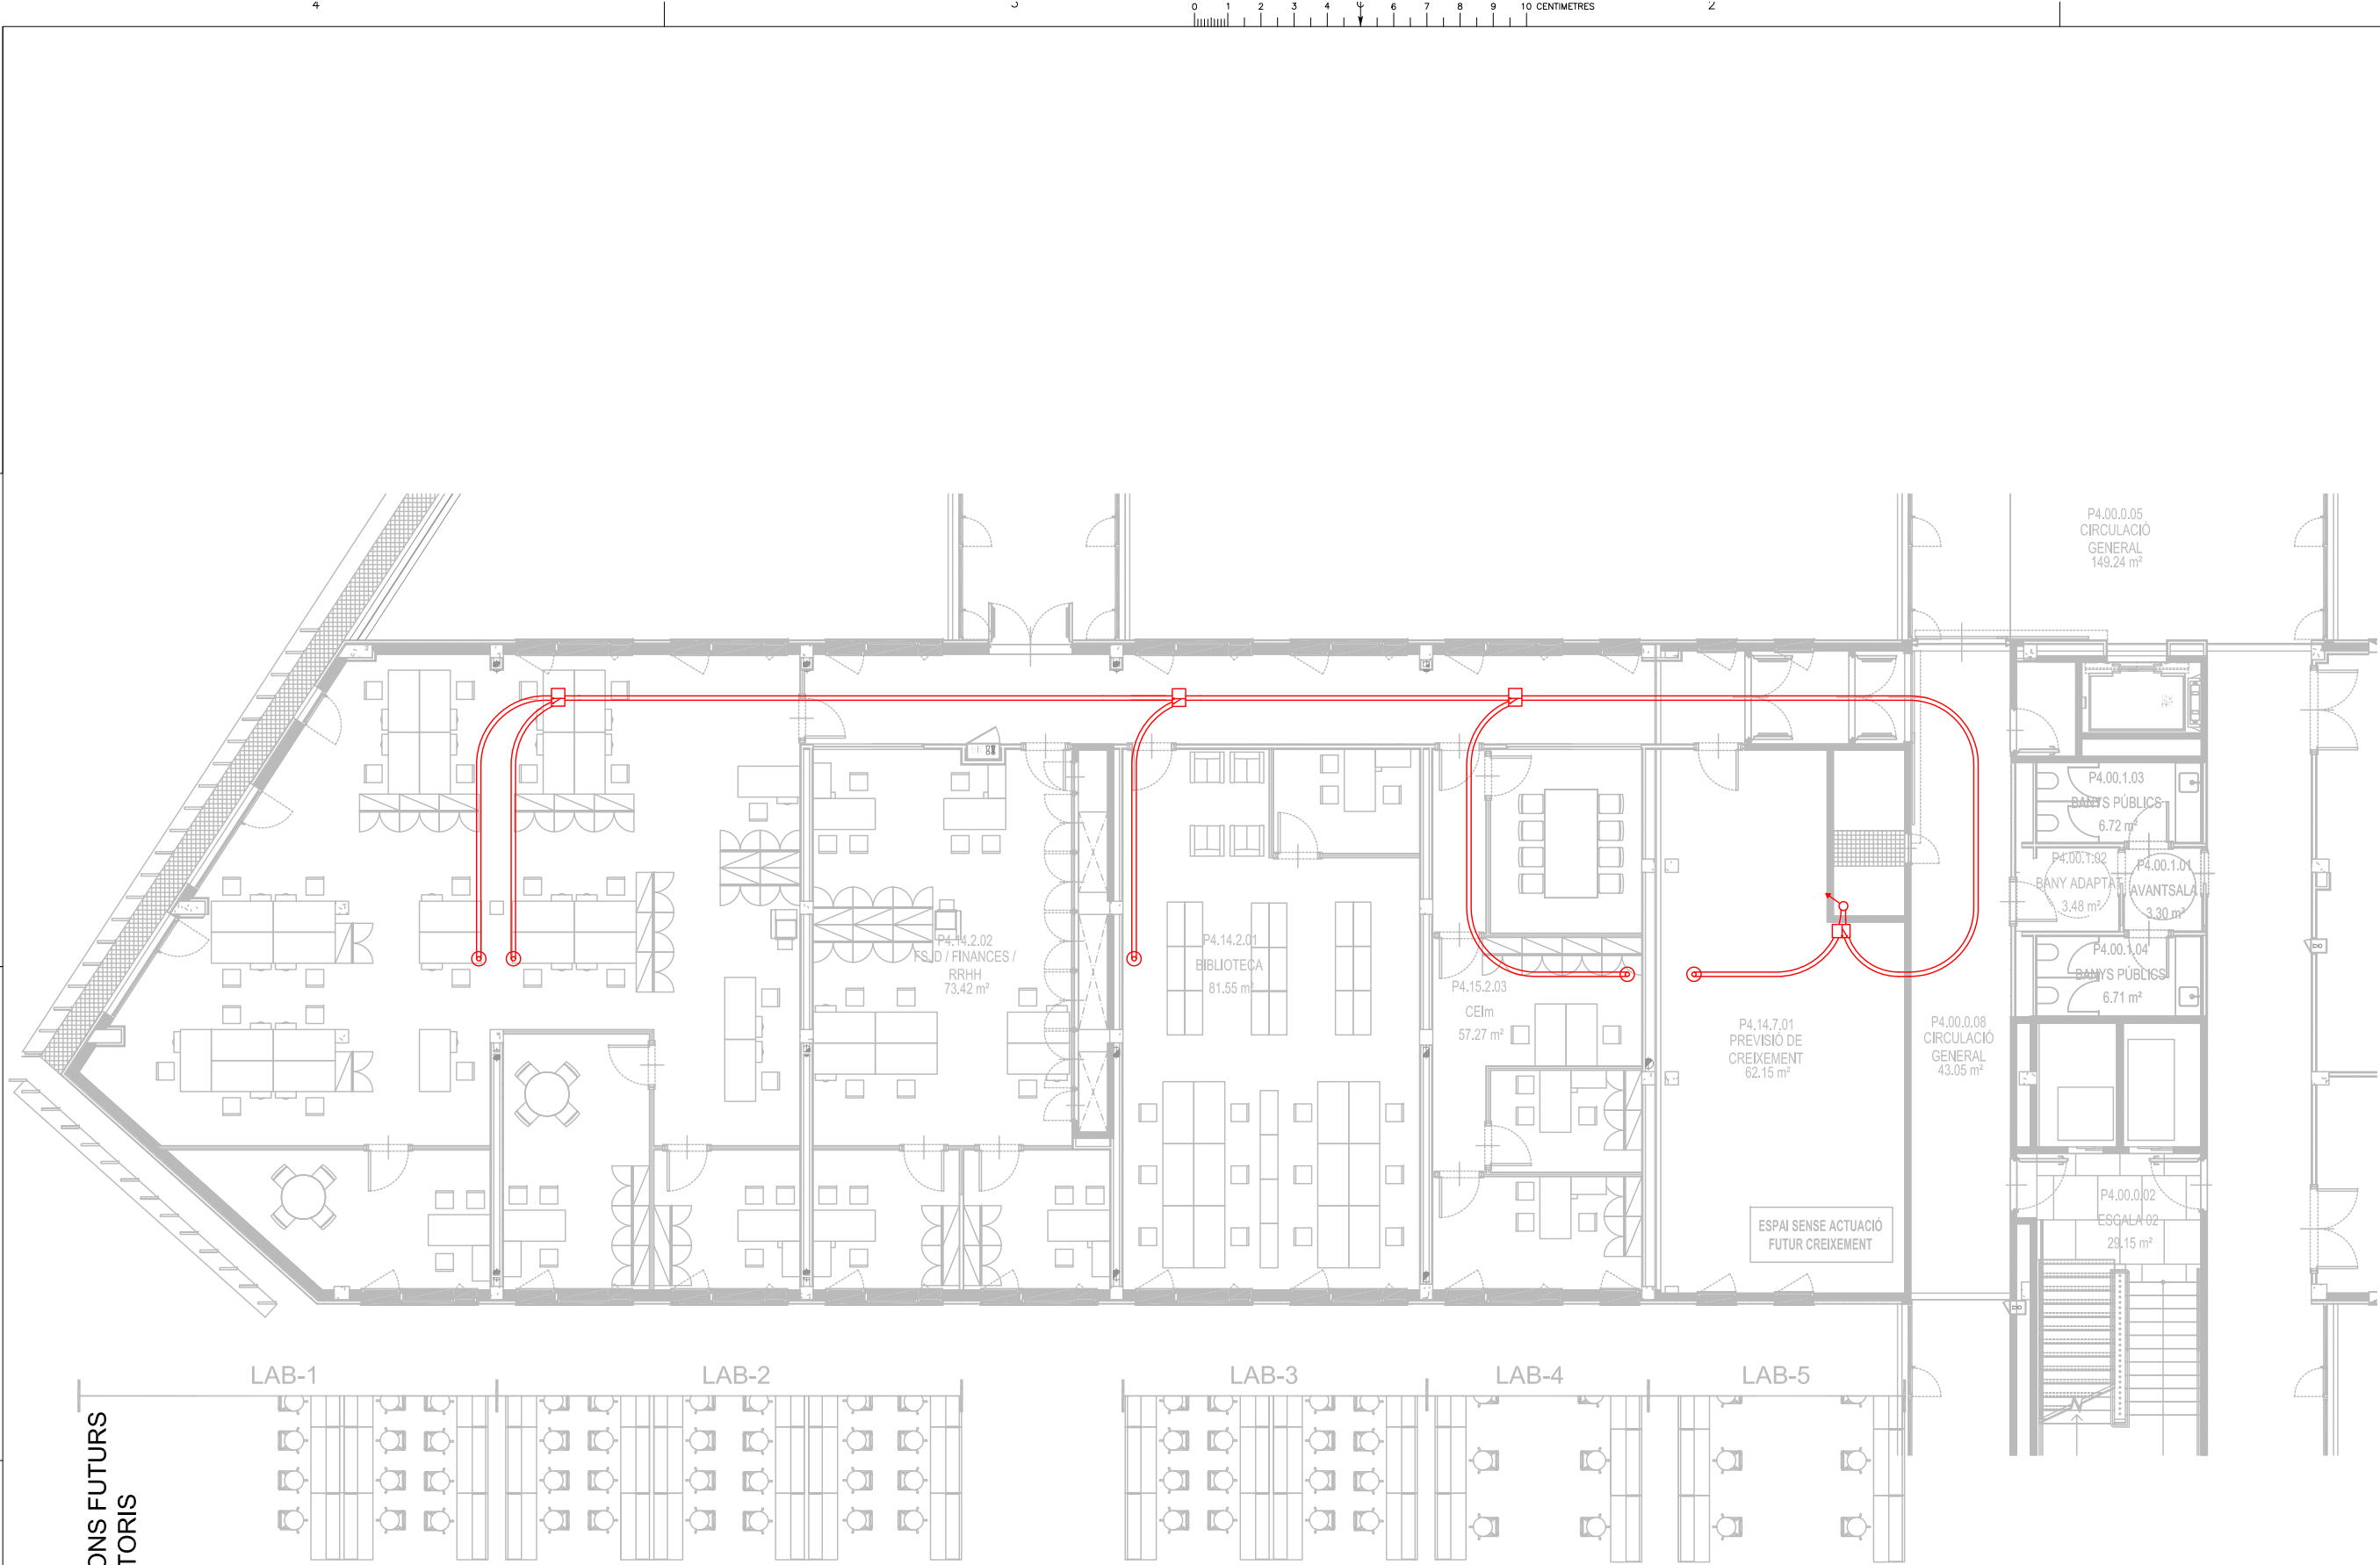 4
0 1 2 3 4 6 7 8 9 10 CENTIMETRES
2
P4.00.0.05
CIRCULACIÓ
GENERAL
149.24 m²
P4.00.1.03
BANYS PÚBLICS
6.72 m²
P4.00.1.02
BANY ADAPTAT
3.48 m²
P4.00.1.01
AVANTSALA
3.30 m²
P4.00.1.04
BANYS PÚBLICS
6.71 m²
P4.14.2.02
FSJD / FINANCES /
RRHH
73.42 m²
P4.14.2.01
BIBLIOTECA
81.55 m²
P4.15.2.03
CEIm
57.27 m²
P4.14.7.01
PREVISIÓ DE
CREIXEMENT
62.15 m²
P4.00.0.08
CIRCULACIÓ
GENERAL
43.05 m²
P4.00.0.02
ESCALA 02
29.15 m²
ESPAI SENSE ACTUACIÓ
FUTUR CREIXEMENT
LAB-1
LAB-2
LAB-3
LAB-4
LAB-5
ONS FUTURS
TORIS